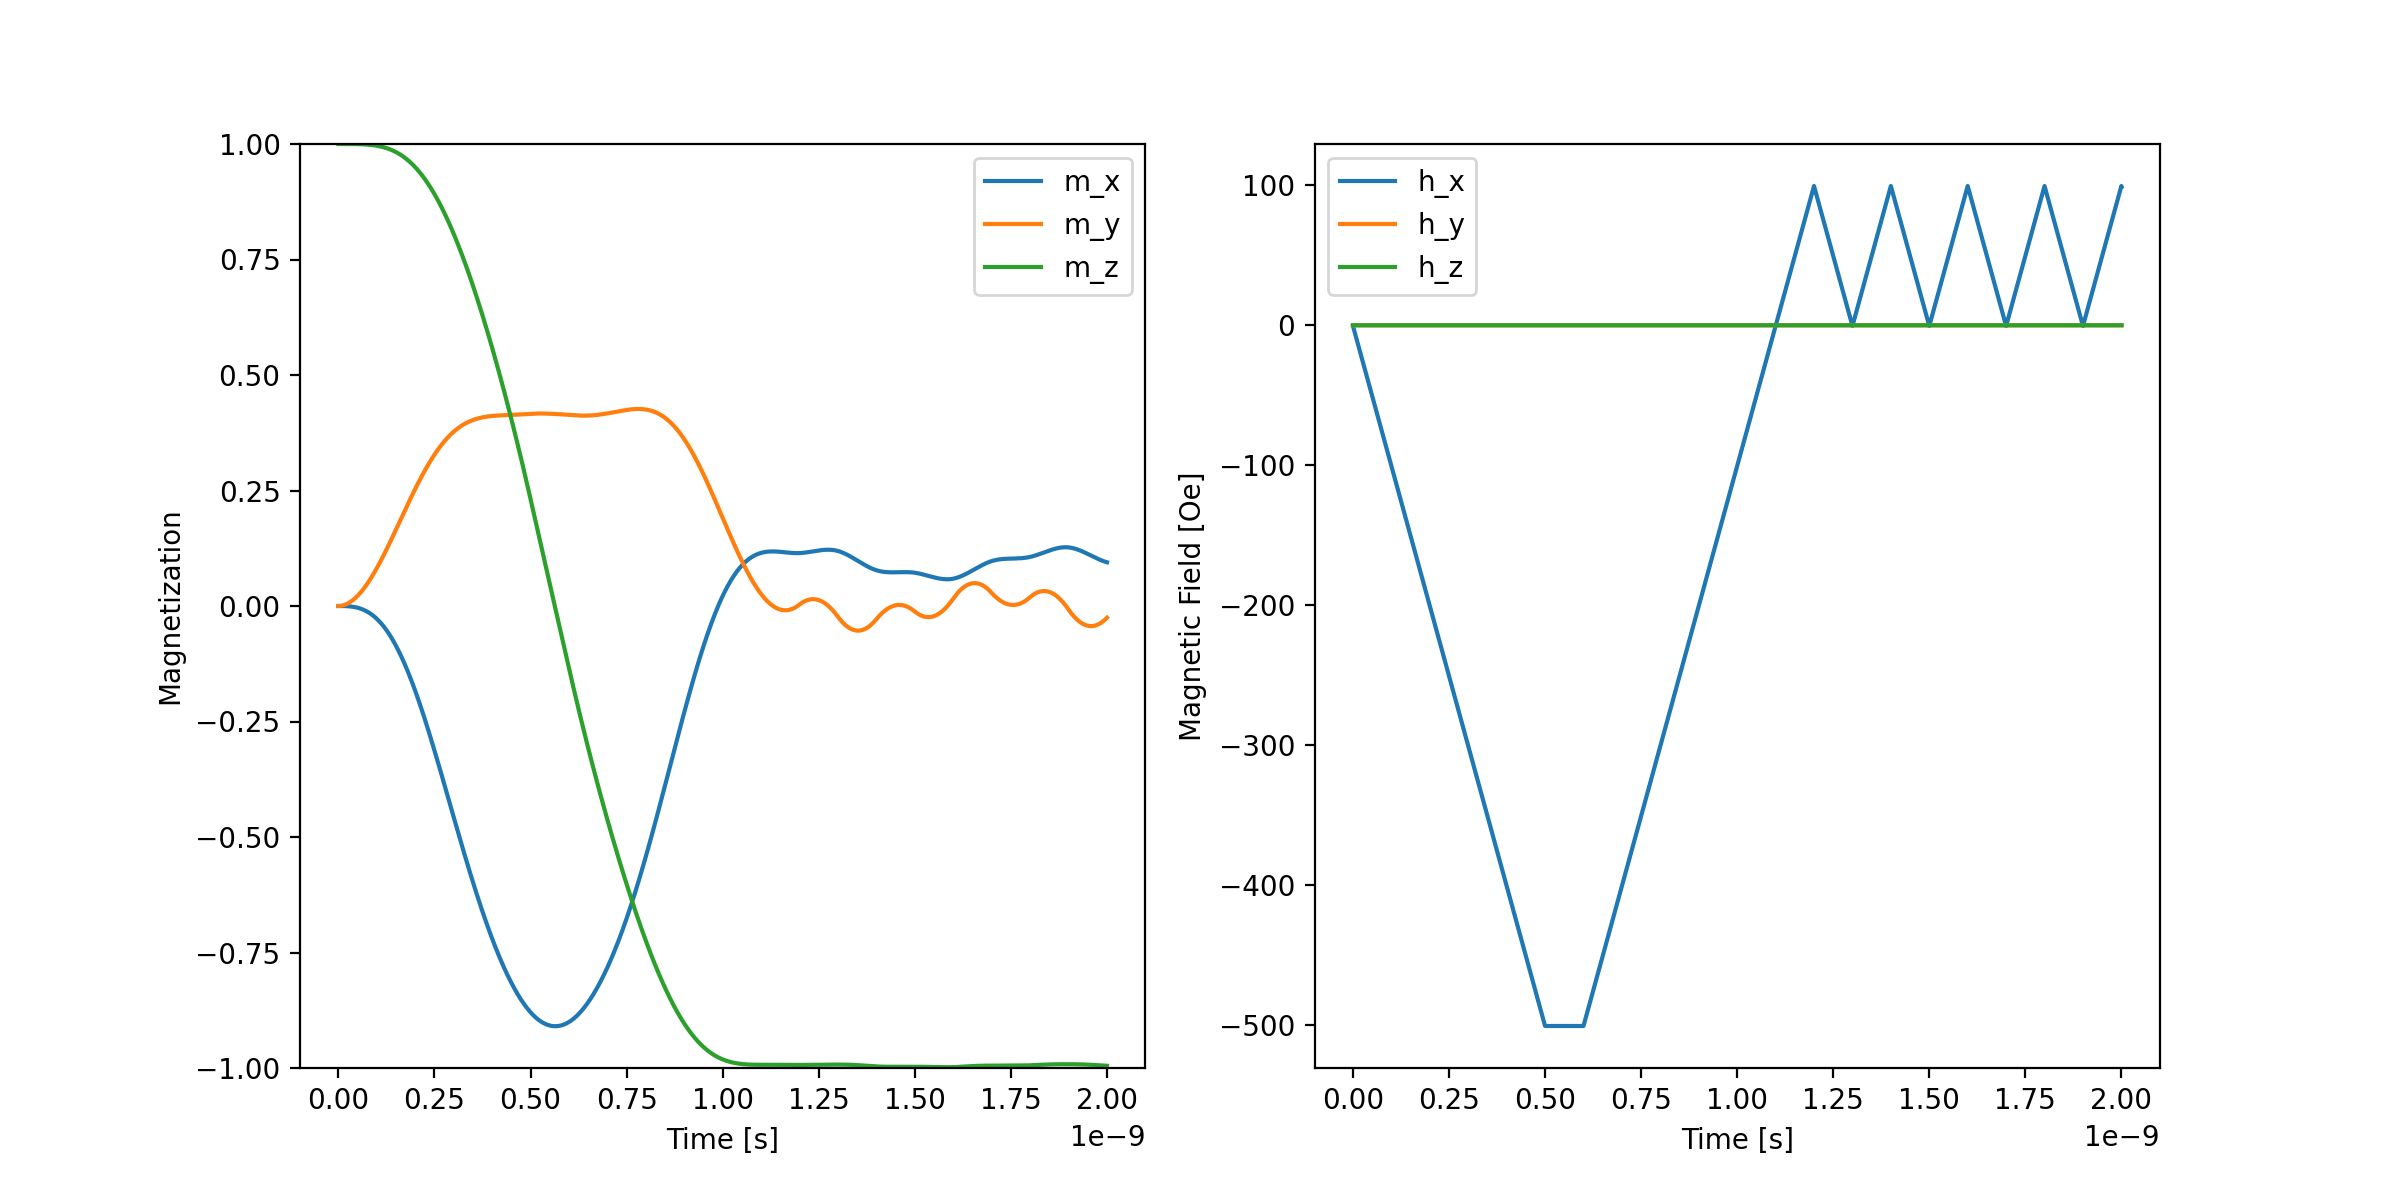 Magnetization
1.00
0.75
0.50
0.25
0.00
−0.25
−0.50
−0.75
−1.00
m_x
m_y
m_z
0.00 0.25 0.50 0.75 1.00 1.25 1.50 1.75 2.00
Time [s]
1e−9
Magnetic Field [Oe]
100
0
−100
−200
−300
−400
−500
h_x
h_y
h_z
0.00 0.25 0.50 0.75 1.00 1.25 1.50 1.75 2.00
Time [s]
1e−9